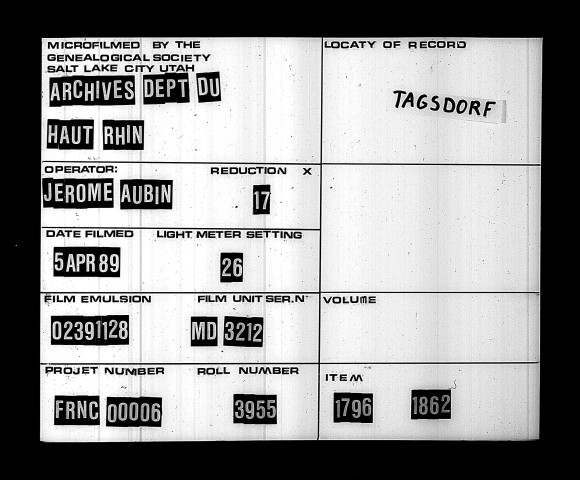 MICROFILMED BY THE
GENEALOGICAL SOCIETY
SALT LAKE CITY UTAH
ARCHIVES DEPT DU
HAUT RHIN
LOCATY OF RECORD
TAGSDORF
OPERATOR:
JEROME AUBIN
REDUCTION X
17
DATE FILMED
5 APR 89
LIGHT METER SETTING
26
FILM EMULSION
02391128
FILM UNIT SER.N°
MD 3212
VOLUME
PROJET NUMBER
FRNC 00006
ROLL NUMBER
3955
ITEM
1796 1862